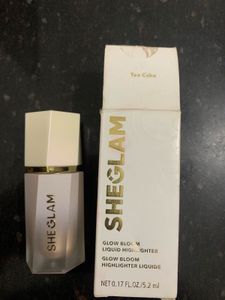 Tea Cake
SHEGLAM
SHEGLAM
GLOW BLOOM
LIQUID HIGHLIGHTER
GLOW BLOOM
HIGHLIGHTER LIQUIDE
NET 0.17 FL.OZ./5.2 ml